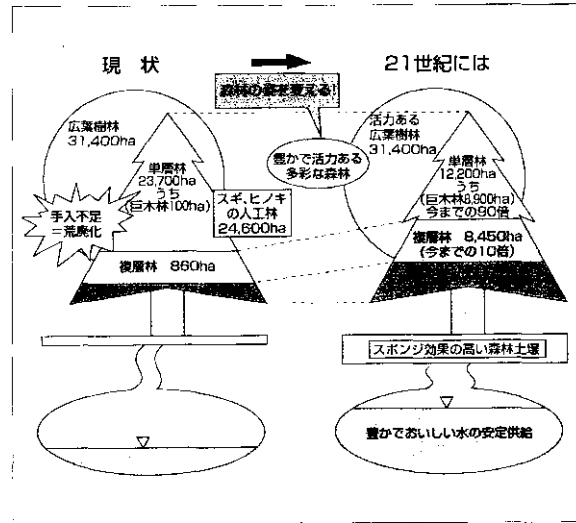 現 状
21世紀には
森林の姿を変える!
広葉樹林
31,400ha
単層林
23,700ha
うち
(巨木林100ha)
手入不足
＝荒廃化
スギ、ヒノキ
の人工林
24,600ha
複層林 860ha
豊かで活力ある
多彩な森林
活力ある
広葉樹林
31,400ha
単層林
12,200ha
うち
(巨木林8,900ha)
今までの90倍
複層林 8,450ha
(今までの10倍)
スポンジ効果の高い森林土壌
豊かでおいしい水の安定供給